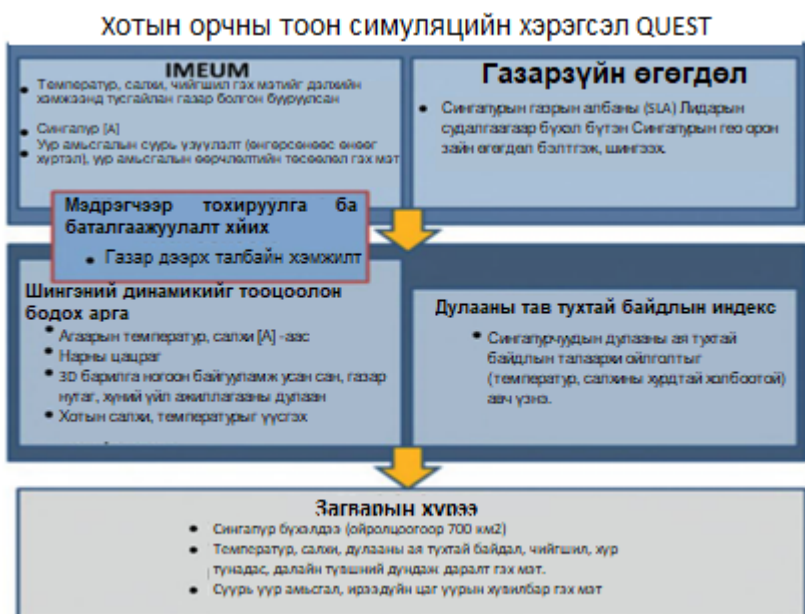 Хотын орчны тоон симуляцийн хэрэгсэл QUEST
IMEUM
Температур, салхи, чийгшил гэх мэтийг дэлхийн
хэмжээнд тусгайлан газар болгон бууруулсан
Сингапур [A]
Уур амьсгалын суурь үзүүлэлт (өнгөрсөнөөс өнөөг
хүртэл), уур амьсгалын өөрчлөлтийн төсөөлөл гэх мэт
Газарзүйн өгөгдөл
Сингапурын газрын албаны (SLA) Лидарын
судалгаагаар бүхэл бүтэн Сингапурын гео орон
зайн өгөгдөл бэлтгэж, шингээх.
Мэдрэгчээр тохируулга ба
баталгаажуулалт хйих
Газар дээрх талбайн хэмжилт
Шингэний динамикийг тооцоолон
бодох арга
Агаарын температур, салхи [A] -аас
Нарны цацраг
3D барилга ногоон байгууламж усан сан, газар
нутаг, хүний үйл ажиллагааны дулаан
Хотын салхи, температурыг үүсгэх
Дулааны тав тухтай байдлын индекс
Сингапурчуудын дулааны ая тухтай
байдлын талаархи ойлголтыг
(температур, салхины хурдтай холбоотой)
авч үзнэ.
Загварын хүрээ
Сингапур бүхэлдээ (ойролцоогоор 700 км2)
Температур, салхи, дулааны ая тухтай байдал, чийгшил, хур
тунадас, далайн түвшний дундаж даралт гэх мэт.
Суурь уур амьсгал, ирээдүйн цаг уурын хувилбар гэх мэт